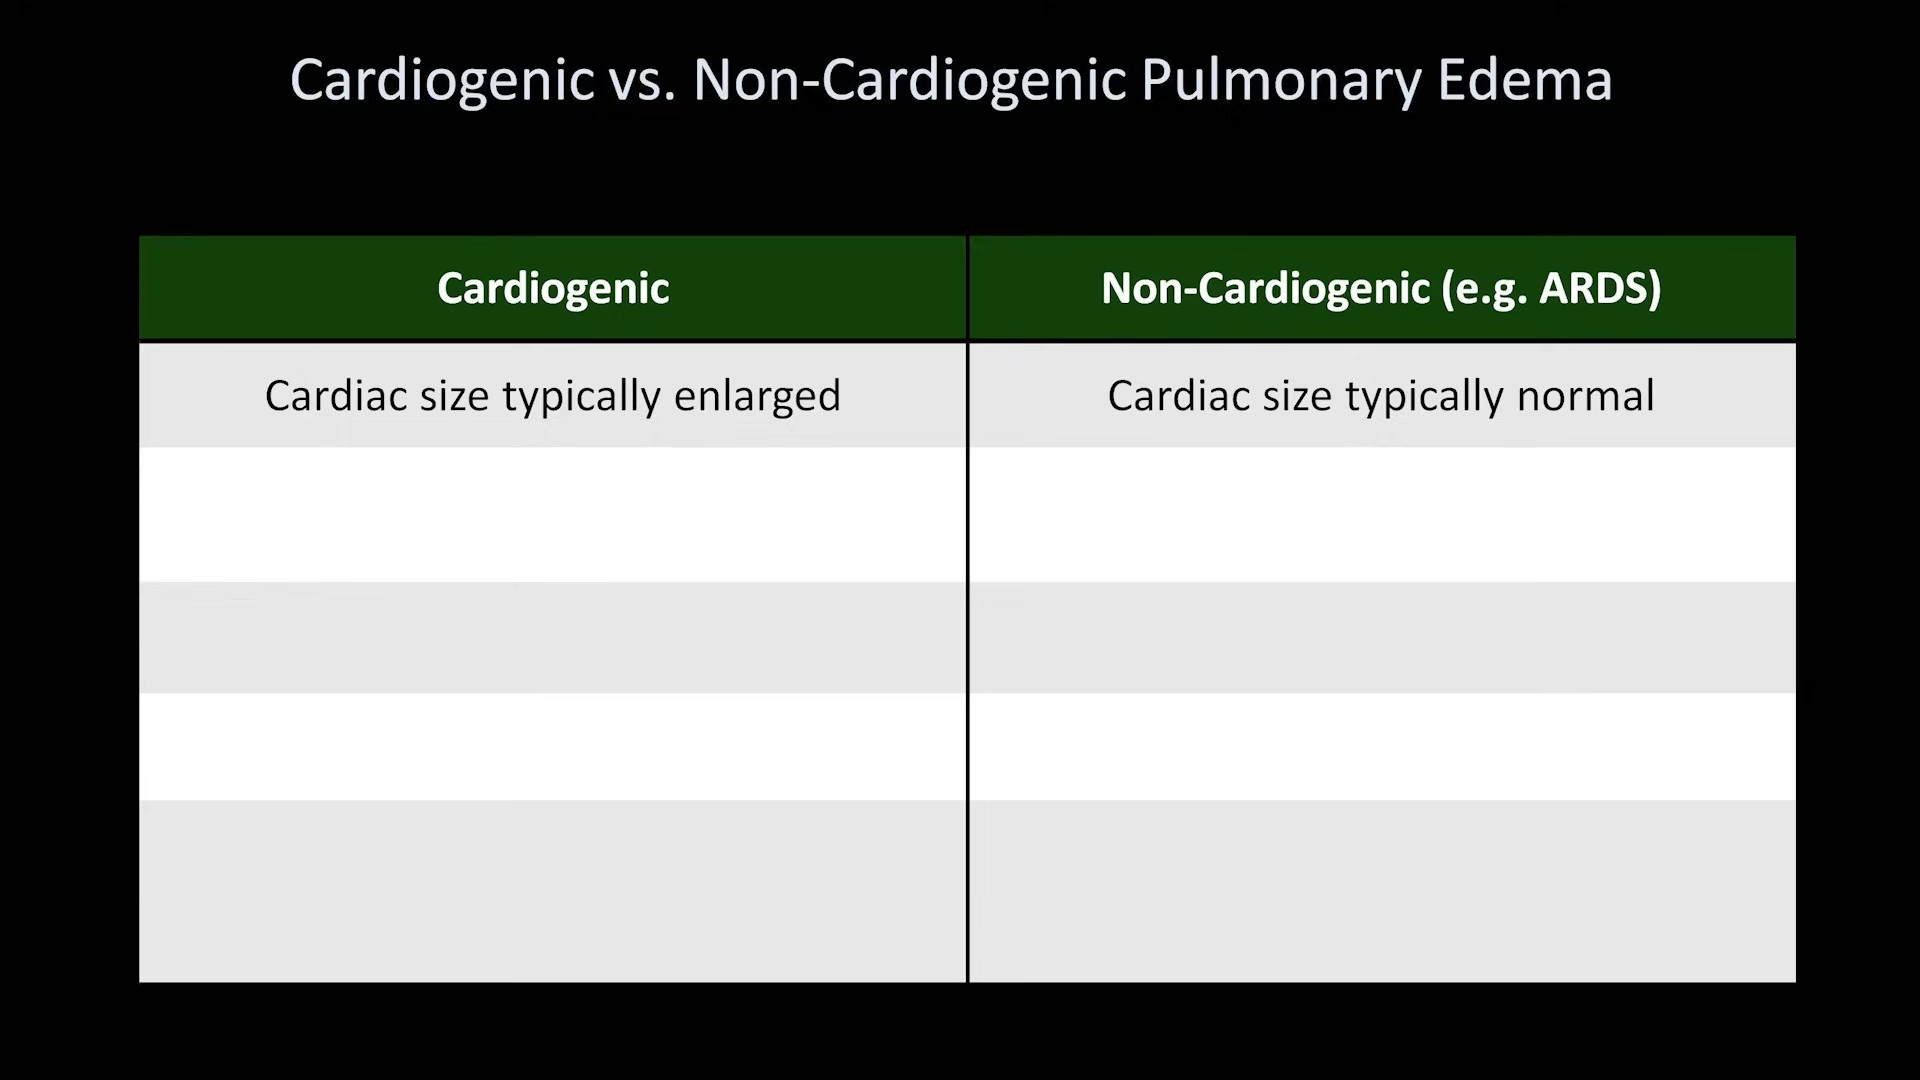 Cardiogenic vs. Non-Cardiogenic Pulmonary Edema
Cardiogenic
Non-Cardiogenic (e.g. ARDS)
Cardiac size typically enlarged
Cardiac size typically normal